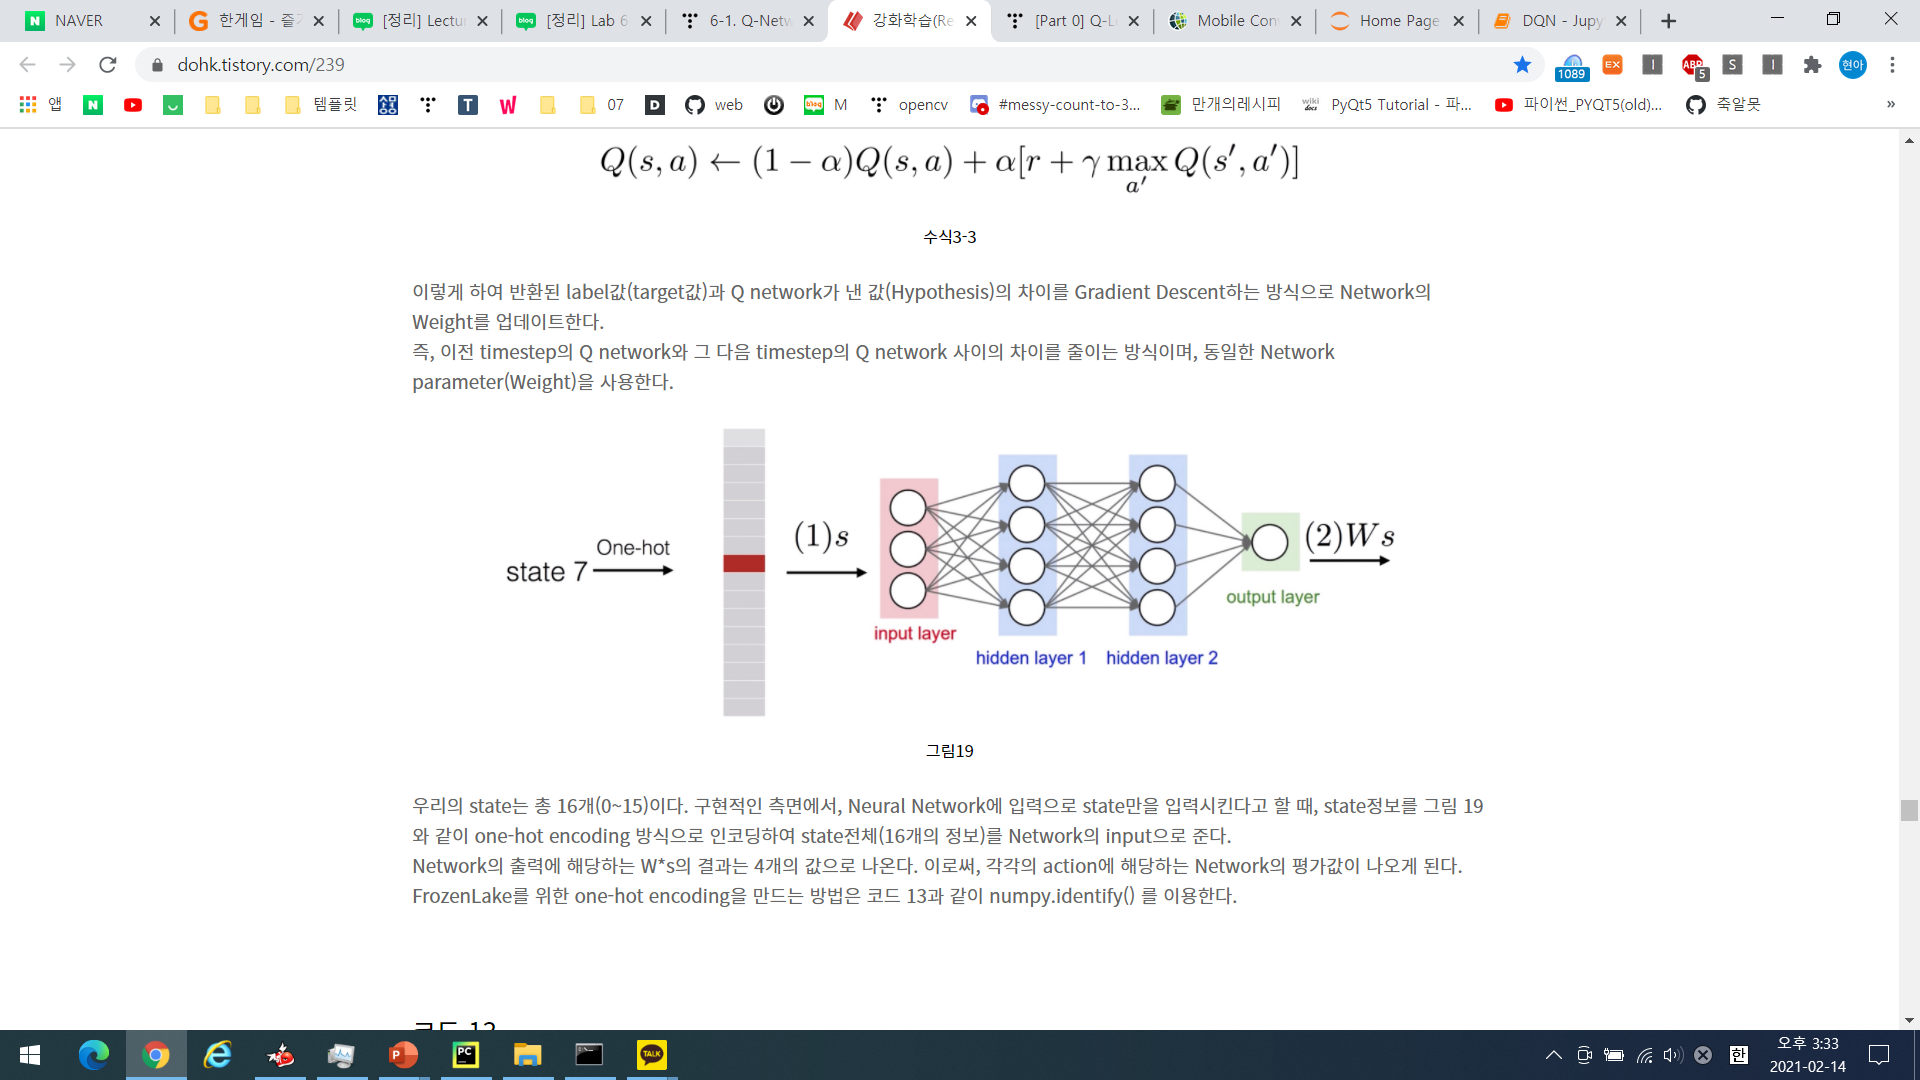 NAVER
한게임 - 즐
[정리] Lectu
[정리] Lab 6
6-1. Q-Netw
강화학습(Re
[Part 0] Q-L
Mobile Con
Home Page
DQN - Jupy
dohk.tistory.com/239
1089
EX
ABP
5
S
현아
앱
템플릿
07
web
M
opencv
#messy-count-to-3...
만개의레시피
PyQt5 Tutorial - 파...
파이썬_PYQT5(old)...
축알못
»
Q(s, a) ← (1 − α)Q(s, a) + α[r + γ max Q(s′, a′)]
a′
수식3-3
이렇게 하여 반환된 label값(target값)과 Q network가 낸 값(Hypothesis)의 차이를 Gradient Descent하는 방식으로 Network의
Weight를 업데이트한다.
즉, 이전 timestep의 Q network와 그 다음 timestep의 Q network 사이의 차이를 줄이는 방식이며, 동일한 Network
parameter(Weight)을 사용한다.
state 7
One-hot
(1)s
input layer
hidden layer 1
hidden layer 2
output layer
(2)Ws
그림19
우리의 state는 총 16개(0~15)이다. 구현적인 측면에서, Neural Network에 입력으로 state만을 입력시킨다고 할 때, state정보를 그림 19
와 같이 one-hot encoding 방식으로 인코딩하여 state전체(16개의 정보)를 Network의 input으로 준다.
Network의 출력에 해당하는 W*s의 결과는 4개의 값으로 나온다. 이로써, 각각의 action에 해당하는 Network의 평가값이 나오게 된다.
FrozenLake를 위한 one-hot encoding을 만드는 방법은 코드 13과 같이 numpy.identify() 를 이용한다.
코드 13
한
오후 3:33
2021-02-14